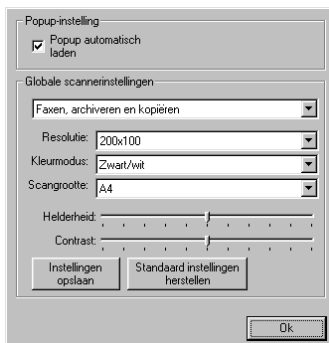 Popup-instelling
Popup automatisch
laden
Globale scannerinstellingen
Faxen, archiveren en kopiëren
Resolutie: 200x100
Kleurmodus: Zwart/wit
Scangrootte: A4
Helderheid:
Contrast:
Instellingen
opslaan
Standaard instellingen
herstellen
Ok